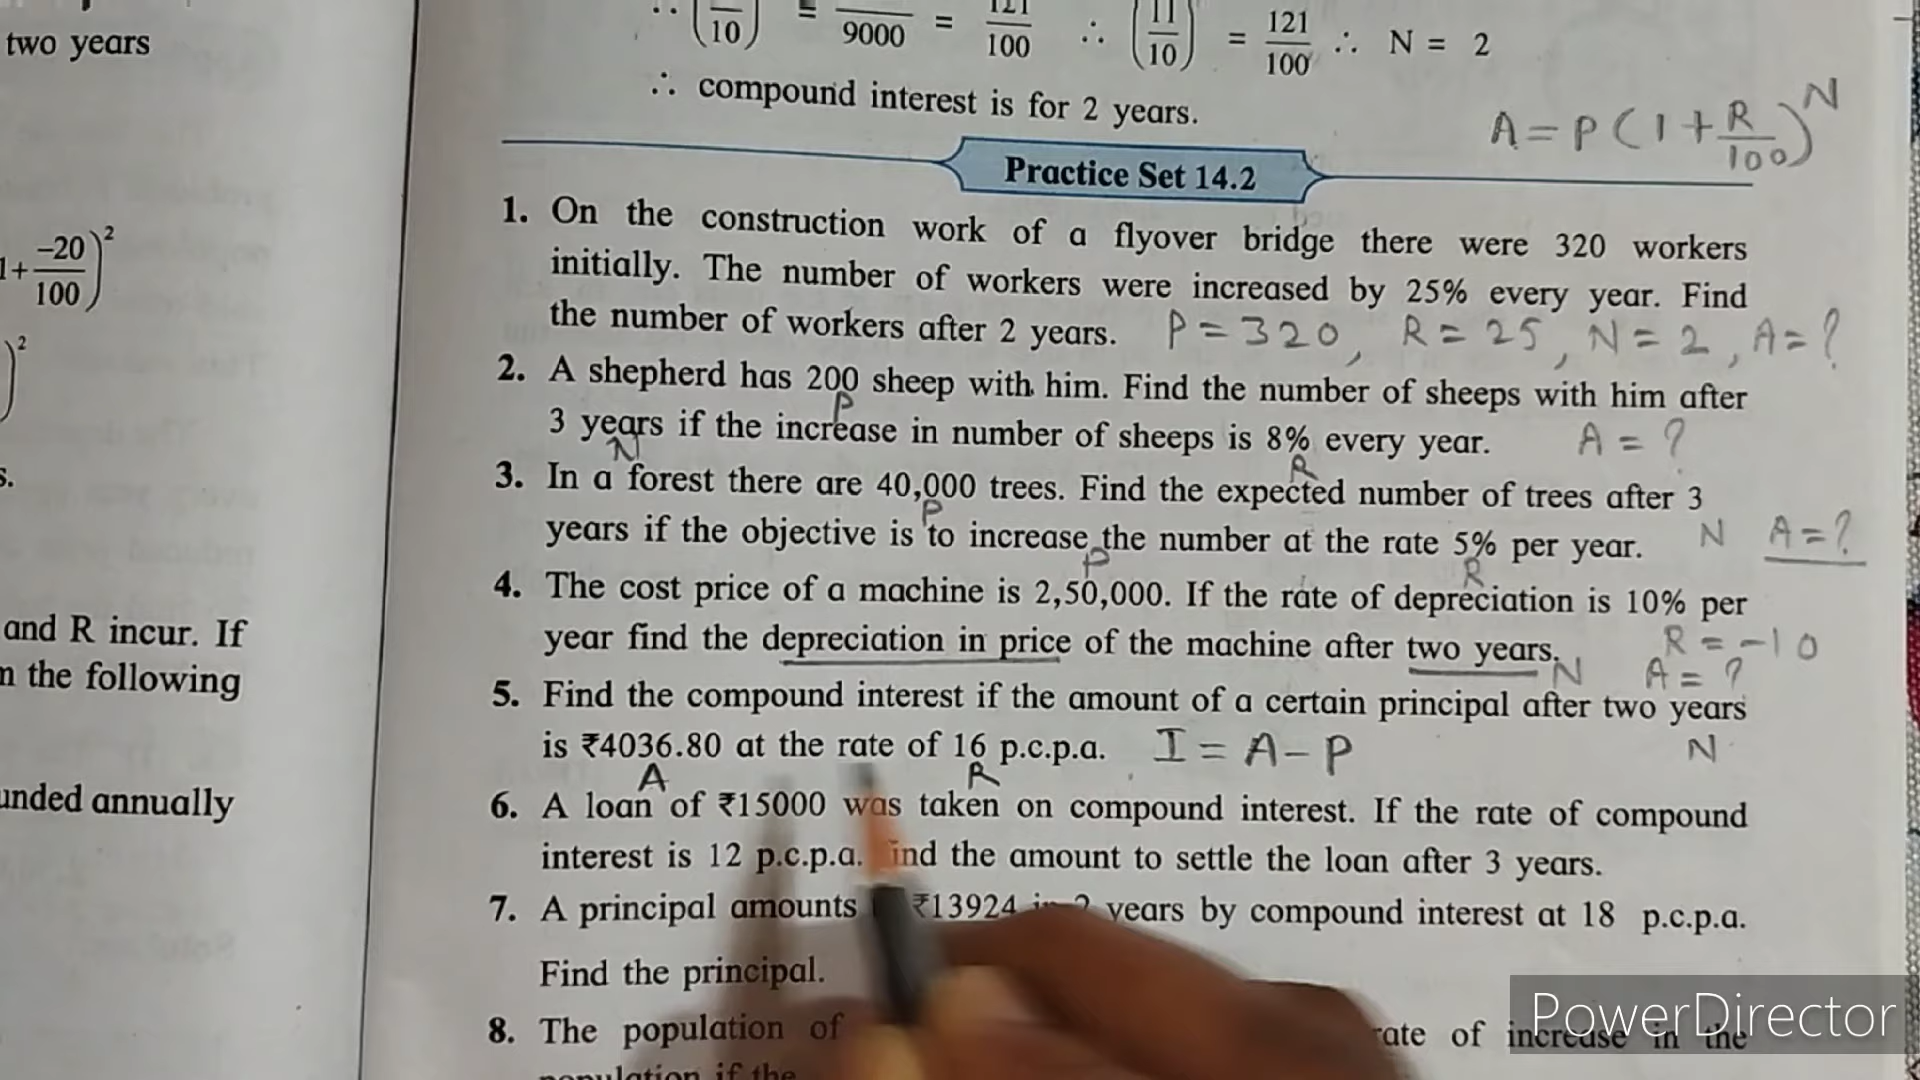 two years
10 = 9000 = 121/100 ∴ (11/10) = 121/100 ∴ N = 2
∴ compound interest is for 2 years.
A = P(1 + R/100)^N
Practice Set 14.2
1. On the construction work of a flyover bridge there were 320 workers
initially. The number of workers were increased by 25% every year. Find
the number of workers after 2 years. P = 320, R = 25, N = 2, A = ?
2. A shepherd has 200 sheep with him. Find the number of sheeps with him after
P
3 years if the increase in number of sheeps is 8% every year. A = ?
N R
3. In a forest there are 40,000 trees. Find the expected number of trees after 3
P
years if the objective is to increase the number at the rate 5% per year. N A = ?
P R
4. The cost price of a machine is 2,50,000. If the rate of depreciation is 10% per
year find the depreciation in price of the machine after two years. R = -10
N A = ?
5. Find the compound interest if the amount of a certain principal after two years
is ₹4036.80 at the rate of 16 p.c.p.a. I = A - P N
A R
6. A loan of ₹15000 was taken on compound interest. If the rate of compound
interest is 12 p.c.p.a. ind the amount to settle the loan after 3 years.
7. A principal amounts ₹13924 in 2 years by compound interest at 18 p.c.p.a.
Find the principal.
8. The population of rate of increase in the
population if the
1+ -20/100)²
)²
s.
and R incur. If
n the following
unded annually
PowerDirector